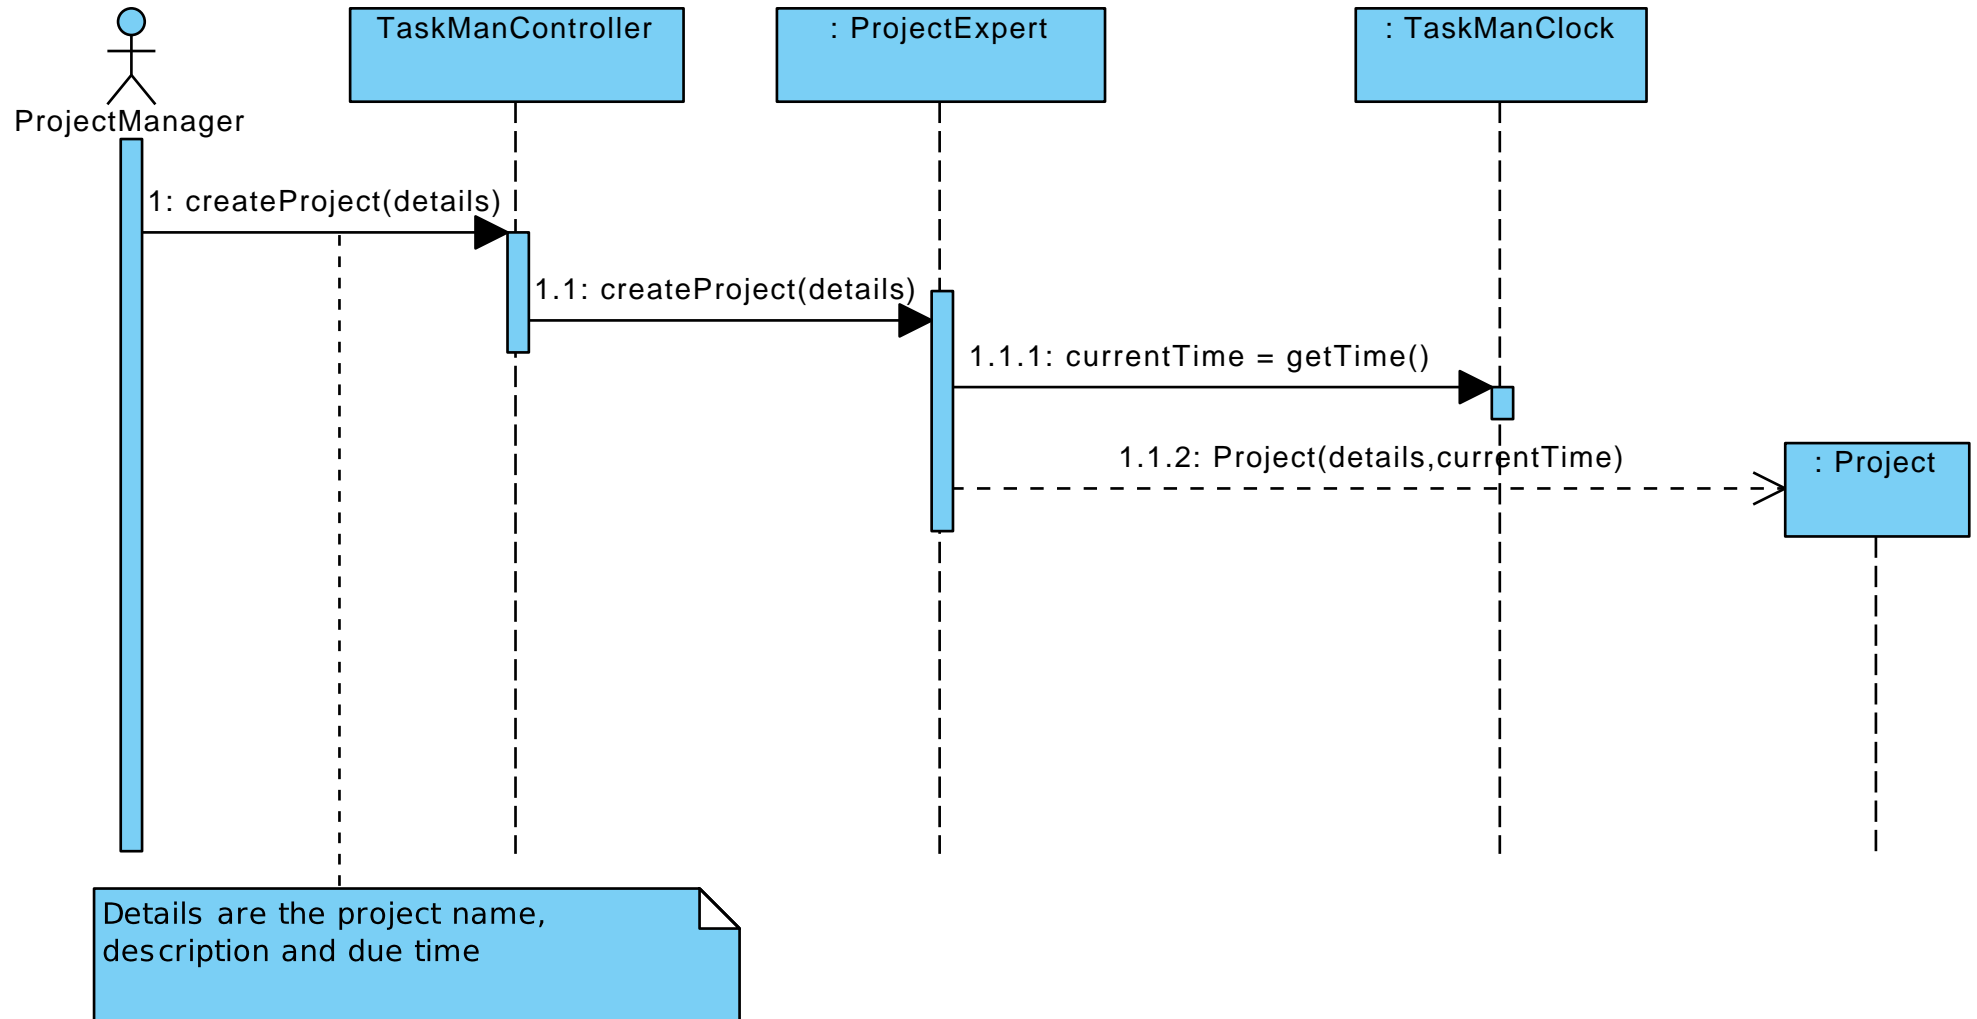 TaskManController
: ProjectExpert
: TaskManClock
ProjectManager
1: createProject(details)
1.1: createProject(details)
1.1.1: currentTime = getTime()
1.1.2: Project(details,currentTime)
: Project
Details are the project name,
description and due time